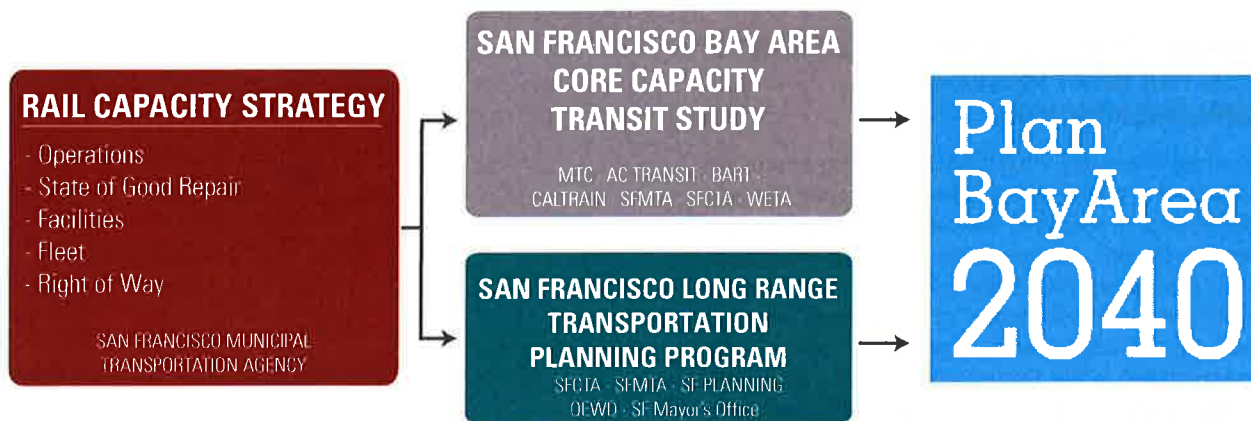 RAIL CAPACITY STRATEGY
- Operations
- State of Good Repair
- Facilities
- Fleet
- Right of Way
SAN FRANCISCO MUNICIPAL
TRANSPORTATION AGENCY
SAN FRANCISCO BAY AREA
CORE CAPACITY
TRANSIT STUDY
MTC · AC TRANSIT · BART ·
CALTRAIN · SFMTA · SFCTA · WETA
SAN FRANCISCO LONG RANGE
TRANSPORTATION
PLANNING PROGRAM
SFCTA · SFMTA · SF PLANNING
OEWD · SF Mayor's Office
Plan
BayArea
2040